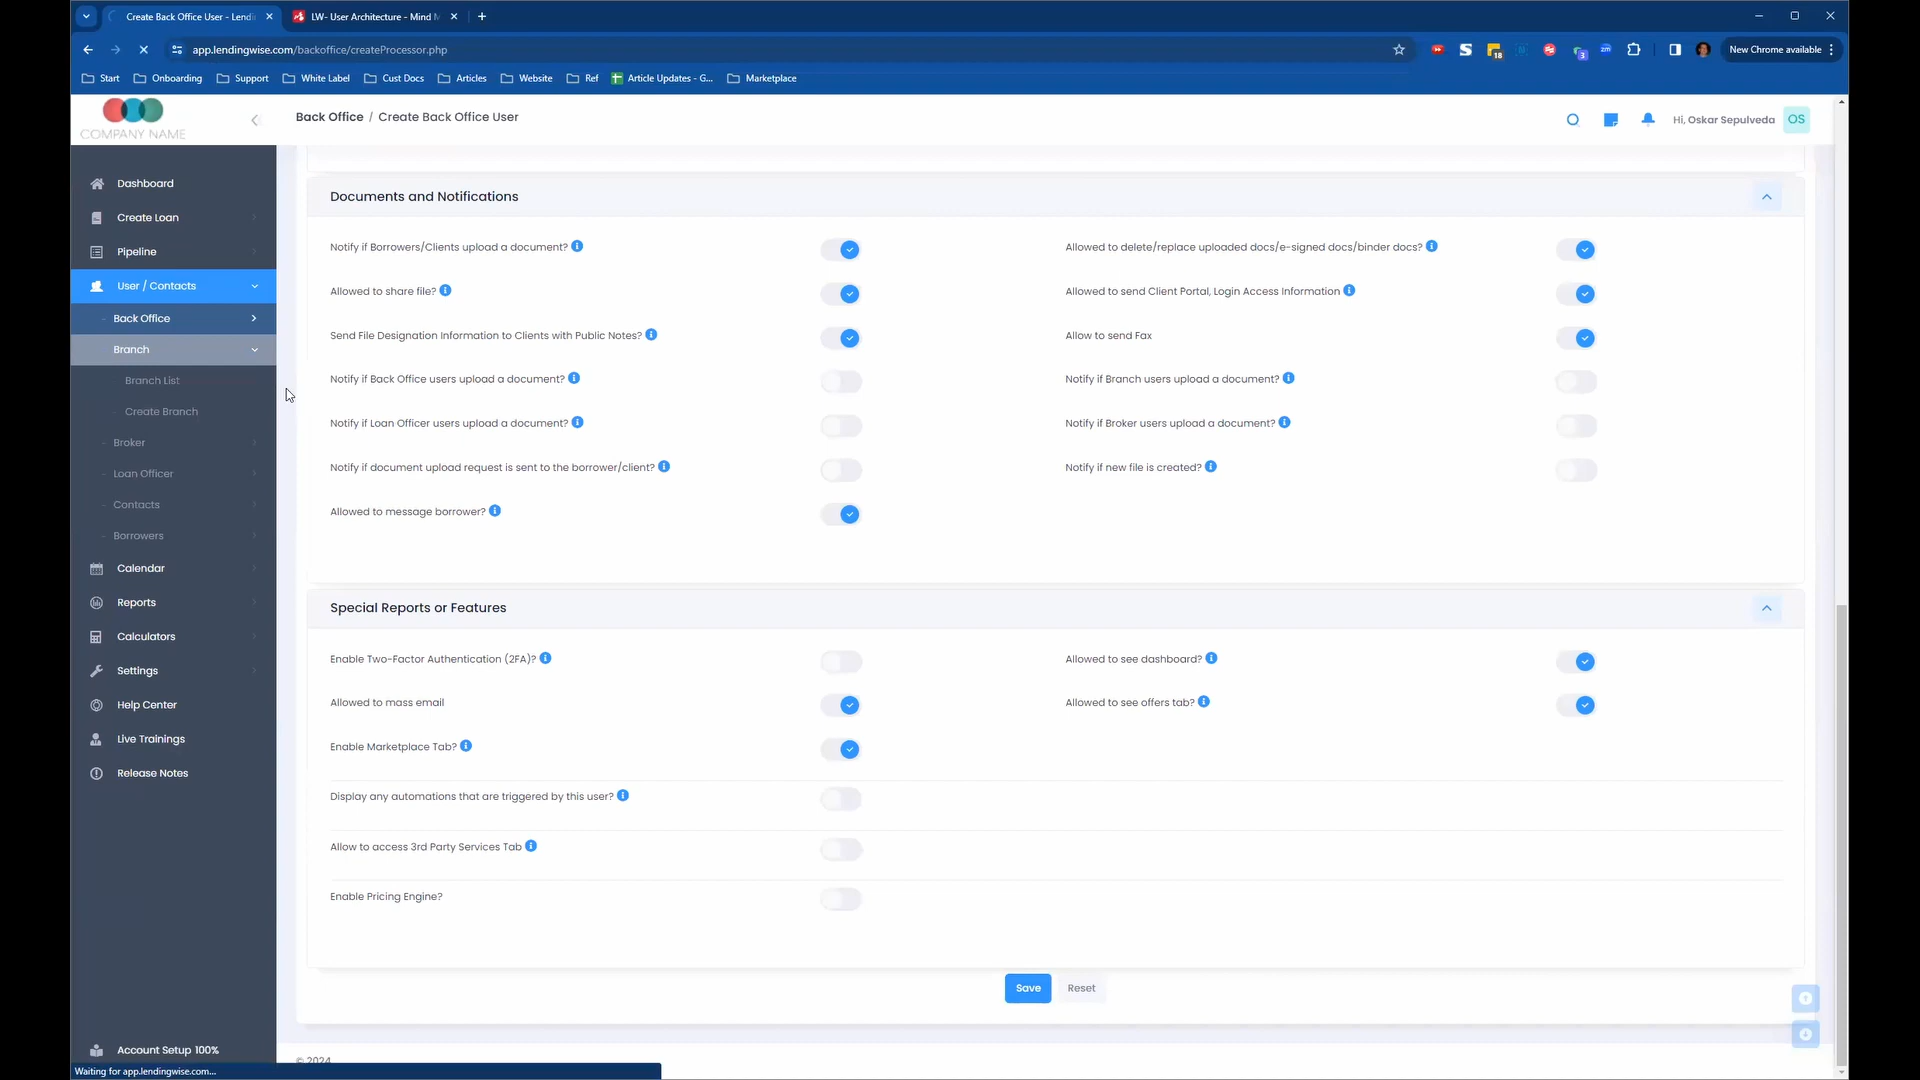 Create Back Office User - Lendi
LW- User Architecture - Mind M
app.lendingwise.com/backoffice/createProcessor.php
18
3
zm
New Chrome available
Start
Onboarding
Support
White Label
Cust Docs
Articles
Website
Ref
Article Updates - G...
Marketplace
COMPANY NAME
Back Office / Create Back Office User
Hi, Oskar Sepulveda OS
Dashboard
Create Loan
Pipeline
User / Contacts
Back Office
Branch
Branch List
Create Branch
Broker
Loan Officer
Contacts
Borrowers
Calendar
Reports
Calculators
Settings
Help Center
Live Trainings
Release Notes
Account Setup 100%
Documents and Notifications
Notify if Borrowers/Clients upload a document?
Allowed to delete/replace uploaded docs/e-signed docs/binder docs?
Allowed to share file?
Allowed to send Client Portal, Login Access Information
Send File Designation Information to Clients with Public Notes?
Allow to send Fax
Notify if Back Office users upload a document?
Notify if Branch users upload a document?
Notify if Loan Officer users upload a document?
Notify if Broker users upload a document?
Notify if document upload request is sent to the borrower/client?
Notify if new file is created?
Allowed to message borrower?
Special Reports or Features
Enable Two-Factor Authentication (2FA)?
Allowed to see dashboard?
Allowed to mass email
Allowed to see offers tab?
Enable Marketplace Tab?
Display any automations that are triggered by this user?
Allow to access 3rd Party Services Tab
Enable Pricing Engine?
Save
Reset
© 2024
Waiting for app.lendingwise.com...